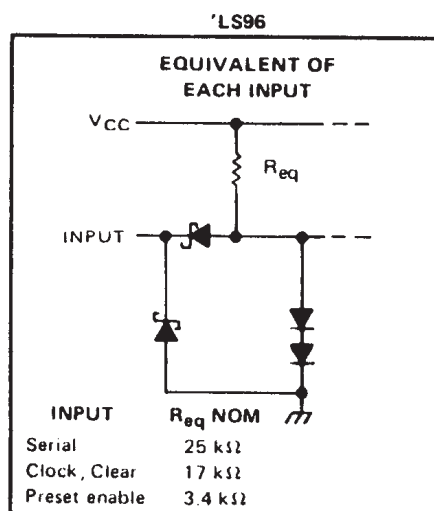 'LS96
EQUIVALENT OF
EACH INPUT
VCC
Req
INPUT
INPUT Req NOM
Serial 25 kΩ
Clock, Clear 17 kΩ
Preset enable 3.4 kΩ